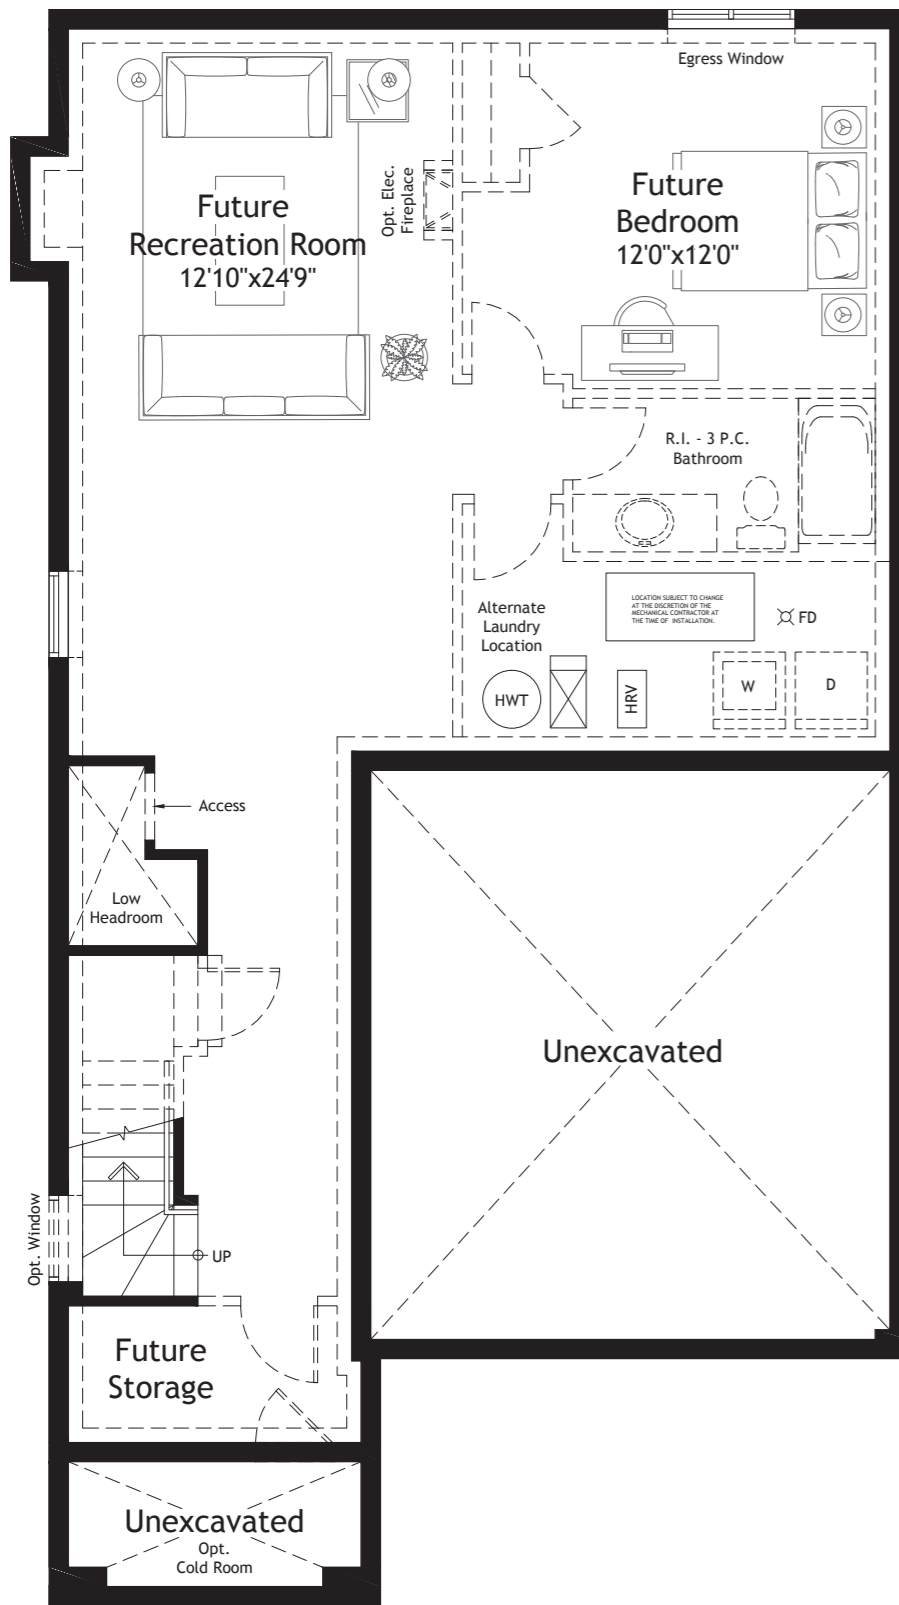 Egress Window
Opt. Elec.
Fireplace
Future
Recreation Room
12'10"x24'9"
Future
Bedroom
12'0"x12'0"
R.I. - 3 P.C.
Bathroom
Alternate
Laundry
Location
LOCATION SUBJECT TO CHANGE
AT THE DISCRETION OF THE
MECHANICAL CONTRACTOR AT
THE TIME OF INSTALLATION.
FD
HWT
HRV
W
D
Access
Low
Headroom
Unexcavated
Opt. Window
UP
Future
Storage
Unexcavated
Opt.
Cold Room